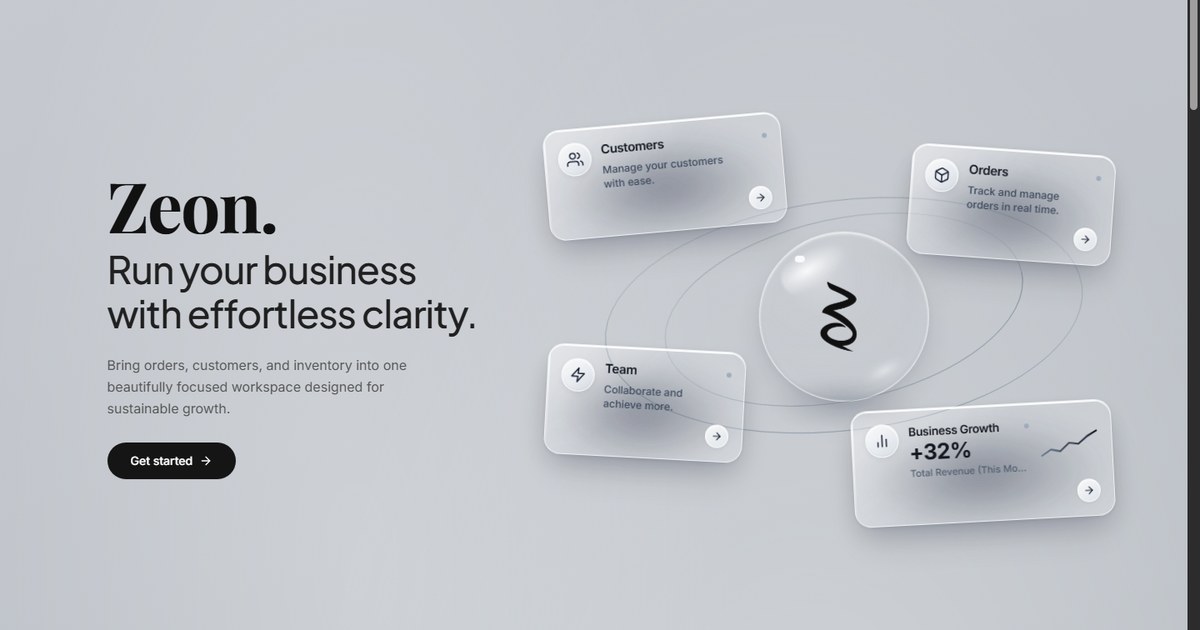 Zeon.
Run your business
with effortless clarity.
Bring orders, customers, and inventory into one
beautifully focused workspace designed for
sustainable growth.
Get started
Customers
Manage your customers
with ease.
Orders
Track and manage
orders in real time.
Team
Collaborate and
achieve more.
Business Growth
+32%
Total Revenue (This Mo...